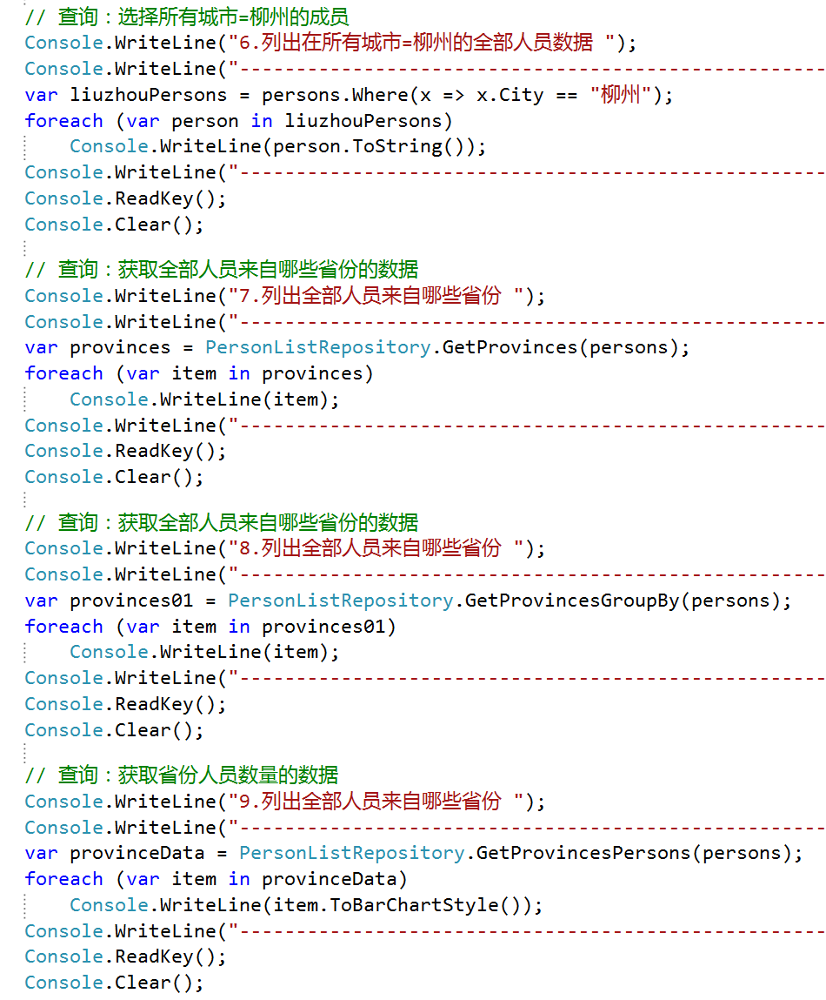 // 查询：选择所有城市=柳州的成员
Console.WriteLine("6.列出在所有城市=柳州的全部人员数据 ");
Console.WriteLine("----------------------------------------------------
var liuzhouPersons = persons.Where(x => x.City == "柳州");
foreach (var person in liuzhouPersons)
    Console.WriteLine(person.ToString());
Console.WriteLine("----------------------------------------------------
Console.ReadKey();
Console.Clear();
// 查询：获取全部人员来自哪些省份的数据
Console.WriteLine("7.列出全部人员来自哪些省份 ");
Console.WriteLine("----------------------------------------------------
var provinces = PersonListRepository.GetProvinces(persons);
foreach (var item in provinces)
    Console.WriteLine(item);
Console.WriteLine("----------------------------------------------------
Console.ReadKey();
Console.Clear();
// 查询：获取全部人员来自哪些省份的数据
Console.WriteLine("8.列出全部人员来自哪些省份 ");
Console.WriteLine("----------------------------------------------------
var provinces01 = PersonListRepository.GetProvincesGroupBy(persons);
foreach (var item in provinces01)
    Console.WriteLine(item);
Console.WriteLine("----------------------------------------------------
Console.ReadKey();
Console.Clear();
// 查询：获取省份人员数量的数据
Console.WriteLine("9.列出全部人员来自哪些省份 ");
Console.WriteLine("----------------------------------------------------
var provinceData = PersonListRepository.GetProvincesPersons(persons);
foreach (var item in provinceData)
    Console.WriteLine(item.ToBarChartStyle());
Console.WriteLine("----------------------------------------------------
Console.ReadKey();
Console.Clear();